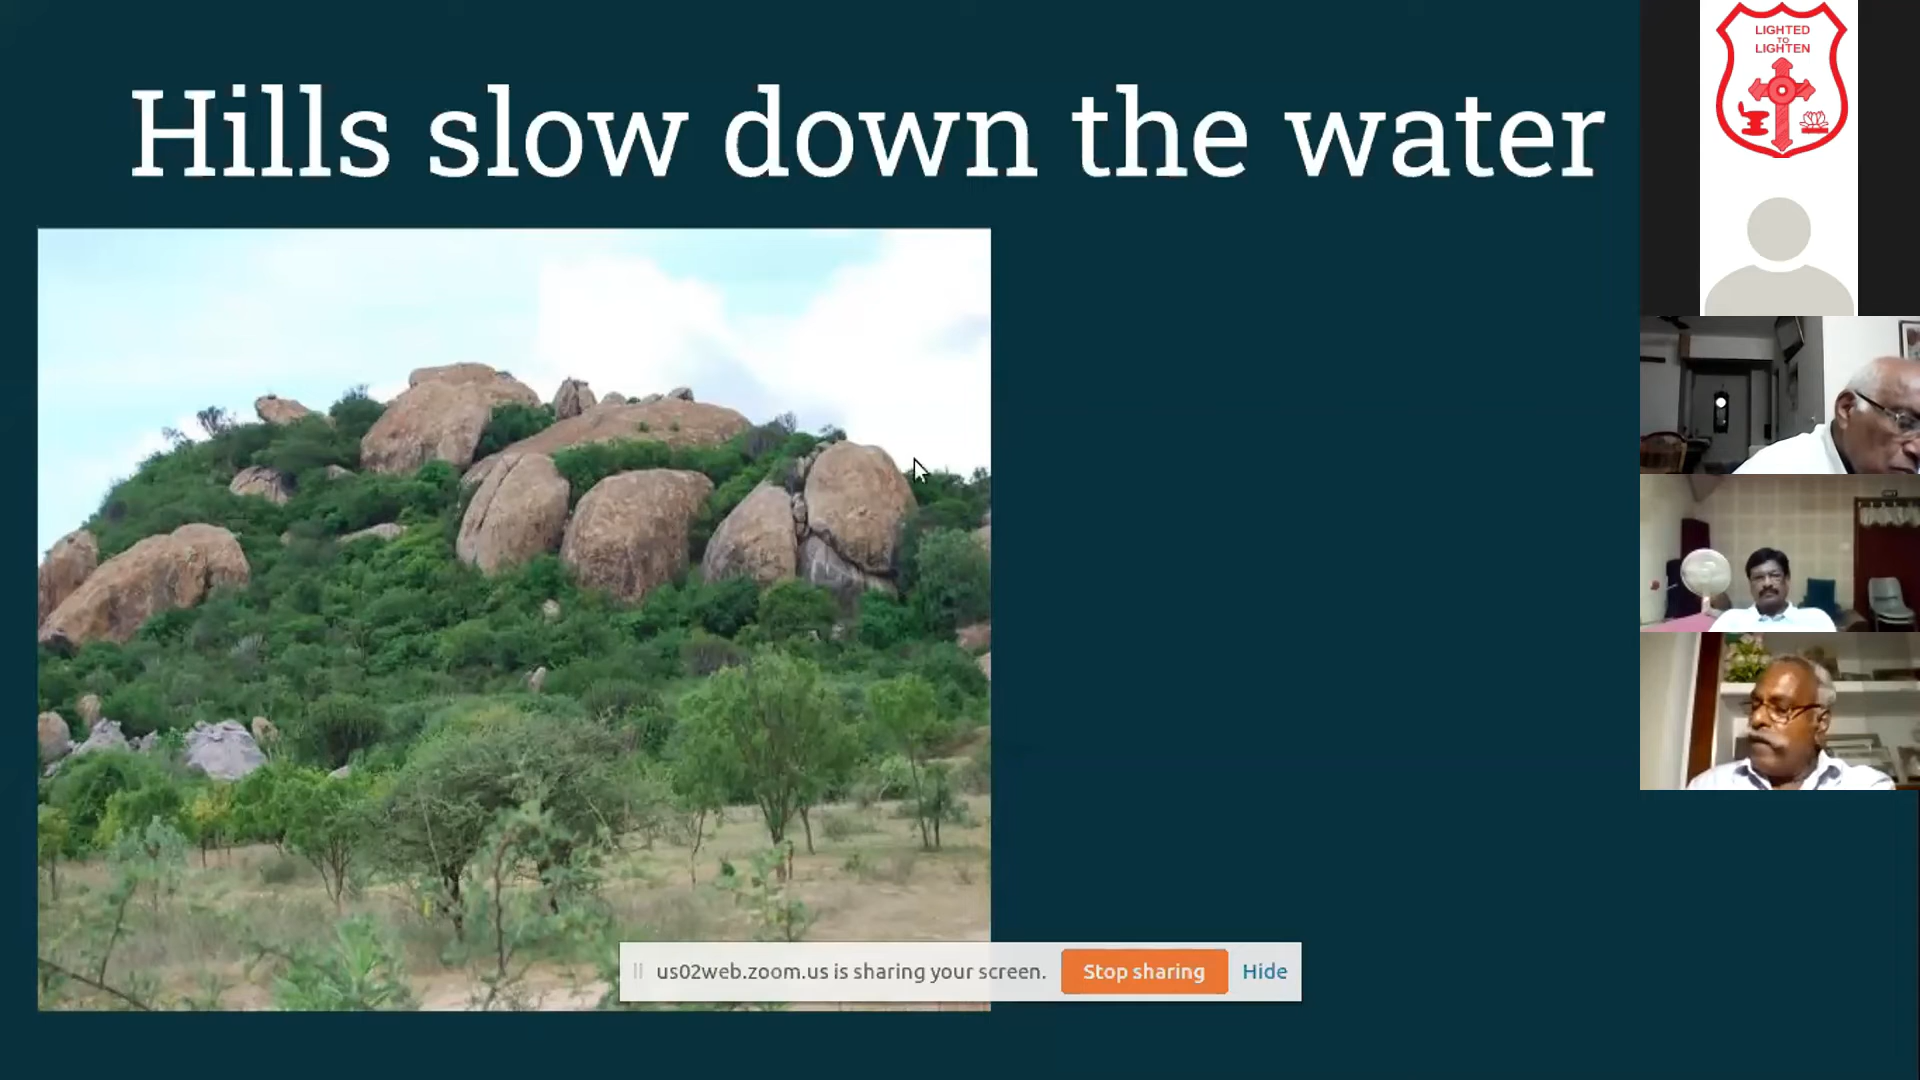 Hills slow down the water
LIGHTED
TO
LIGHTEN
us02web.zoom.us is sharing your screen.
Stop sharing
Hide